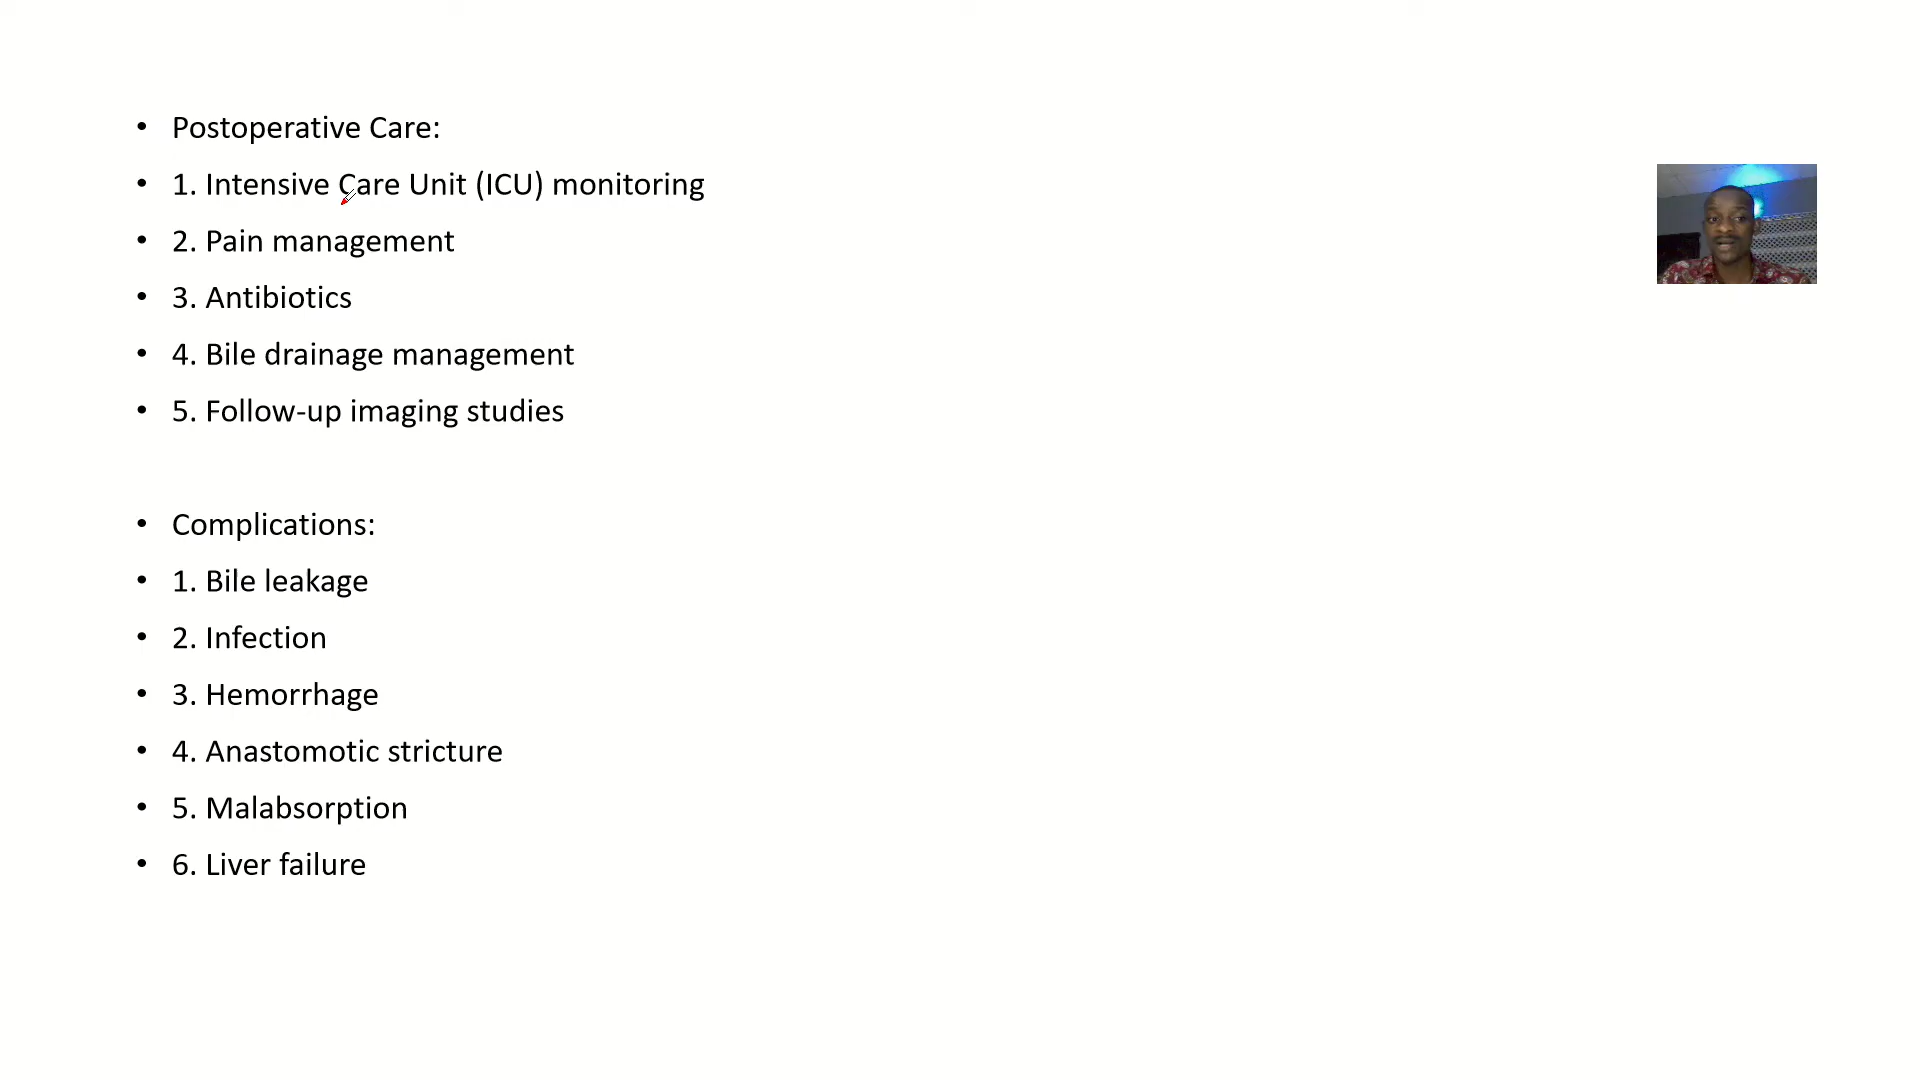 • Postoperative Care:
• 1. Intensive Care Unit (ICU) monitoring
• 2. Pain management
• 3. Antibiotics
• 4. Bile drainage management
• 5. Follow-up imaging studies
• Complications:
• 1. Bile leakage
• 2. Infection
• 3. Hemorrhage
• 4. Anastomotic stricture
• 5. Malabsorption
• 6. Liver failure